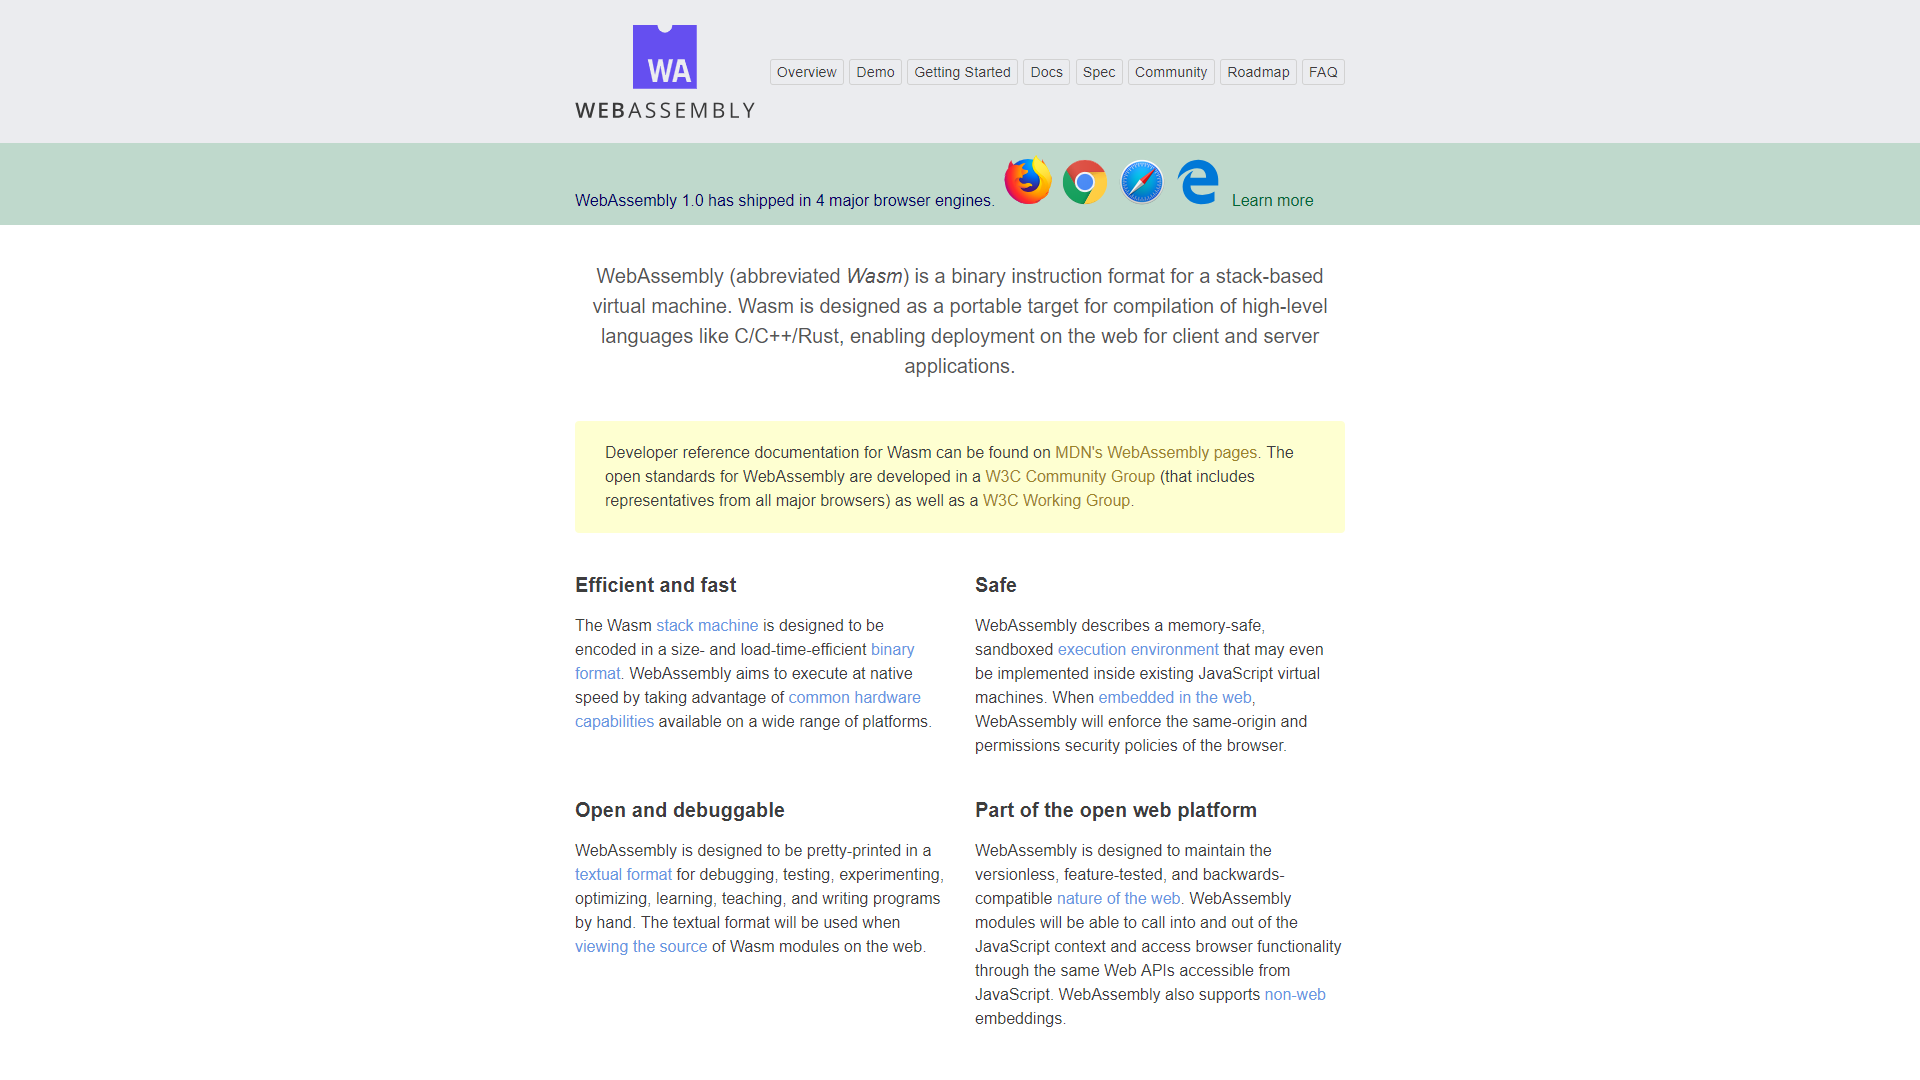 WA
WEBASSEMBLY
Overview Demo Getting Started Docs Spec Community Roadmap FAQ
WebAssembly 1.0 has shipped in 4 major browser engines. Learn more
WebAssembly (abbreviated Wasm) is a binary instruction format for a stack-based
virtual machine. Wasm is designed as a portable target for compilation of high-level
languages like C/C++/Rust, enabling deployment on the web for client and server
applications.
Developer reference documentation for Wasm can be found on MDN's WebAssembly pages. The
open standards for WebAssembly are developed in a W3C Community Group (that includes
representatives from all major browsers) as well as a W3C Working Group.
Efficient and fast
The Wasm stack machine is designed to be
encoded in a size- and load-time-efficient binary
format. WebAssembly aims to execute at native
speed by taking advantage of common hardware
capabilities available on a wide range of platforms.
Safe
WebAssembly describes a memory-safe,
sandboxed execution environment that may even
be implemented inside existing JavaScript virtual
machines. When embedded in the web,
WebAssembly will enforce the same-origin and
permissions security policies of the browser.
Open and debuggable
WebAssembly is designed to be pretty-printed in a
textual format for debugging, testing, experimenting,
optimizing, learning, teaching, and writing programs
by hand. The textual format will be used when
viewing the source of Wasm modules on the web.
Part of the open web platform
WebAssembly is designed to maintain the
versionless, feature-tested, and backwards-
compatible nature of the web. WebAssembly
modules will be able to call into and out of the
JavaScript context and access browser functionality
through the same Web APIs accessible from
JavaScript. WebAssembly also supports non-web
embeddings.